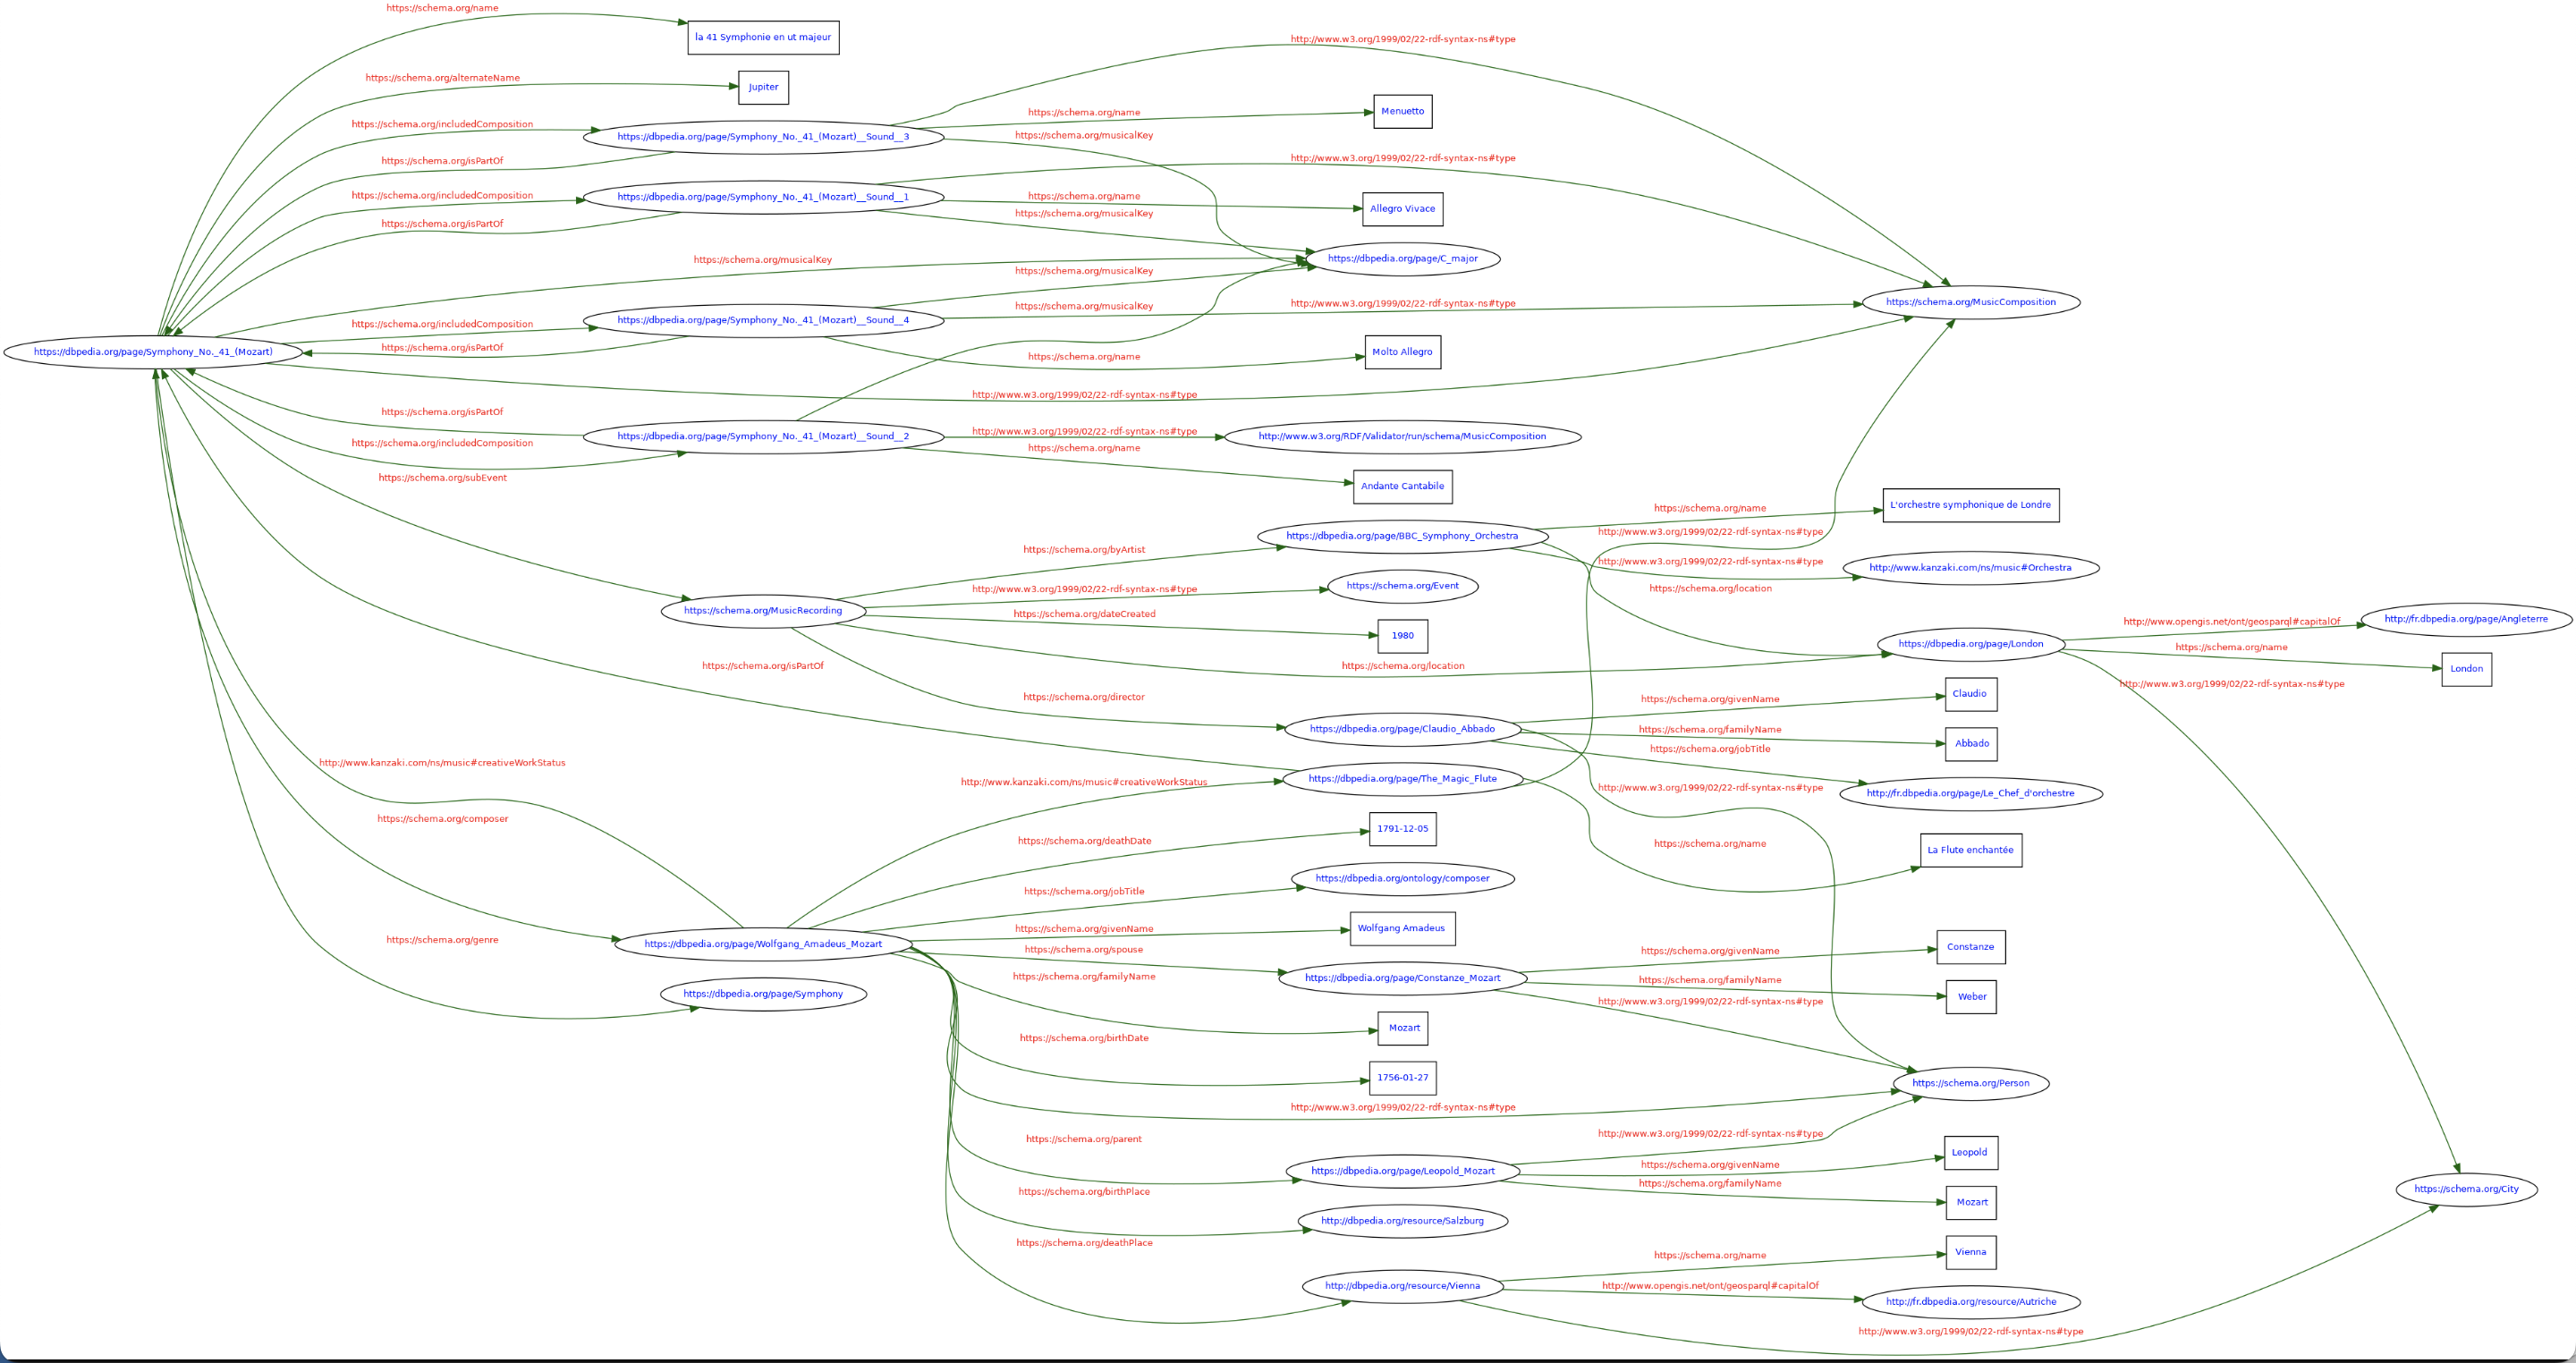 https://schema.org/name
la 41 Symphonie en ut majeur
https://schema.org/alternateName
Jupiter
http://www.w3.org/1999/02/22-rdf-syntax-ns#type
https://schema.org/includedComposition
https://dbpedia.org/page/Symphony_No._41_(Mozart)__Sound__3
https://schema.org/name
Menuetto
https://schema.org/musicalKey
https://schema.org/isPartOf
http://www.w3.org/1999/02/22-rdf-syntax-ns#type
https://schema.org/includedComposition
https://dbpedia.org/page/Symphony_No._41_(Mozart)__Sound__1
https://schema.org/name
Allegro Vivace
https://schema.org/musicalKey
https://schema.org/isPartOf
https://schema.org/musicalKey
https://dbpedia.org/page/C_major
https://schema.org/musicalKey
https://schema.org/musicalKey
http://www.w3.org/1999/02/22-rdf-syntax-ns#type
https://schema.org/MusicComposition
https://schema.org/includedComposition
https://dbpedia.org/page/Symphony_No._41_(Mozart)__Sound__4
https://dbpedia.org/page/Symphony_No._41_(Mozart)
https://schema.org/isPartOf
https://schema.org/name
Molto Allegro
http://www.w3.org/1999/02/22-rdf-syntax-ns#type
https://schema.org/isPartOf
https://schema.org/includedComposition
https://dbpedia.org/page/Symphony_No._41_(Mozart)__Sound__2
http://www.w3.org/1999/02/22-rdf-syntax-ns#type
http://www.w3.org/RDF/Validator/run/schema/MusicComposition
https://schema.org/name
Andante Cantabile
https://schema.org/subEvent
https://schema.org/name
L'orchestre symphonique de Londre
https://dbpedia.org/page/BBC_Symphony_Orchestra
http://www.w3.org/1999/02/22-rdf-syntax-ns#type
https://schema.org/byArtist
http://www.w3.org/1999/02/22-rdf-syntax-ns#type
http://www.kanzaki.com/ns/music#Orchestra
http://www.w3.org/1999/02/22-rdf-syntax-ns#type
https://schema.org/Event
https://schema.org/location
https://schema.org/MusicRecording
https://schema.org/dateCreated
1980
http://www.opengis.net/ont/geosparql#capitalOf
http://fr.dbpedia.org/page/Angleterre
https://dbpedia.org/page/London
https://schema.org/name
London
https://schema.org/isPartOf
https://schema.org/location
http://www.w3.org/1999/02/22-rdf-syntax-ns#type
https://schema.org/director
https://schema.org/givenName
Claudio
https://dbpedia.org/page/Claudio_Abbado
https://schema.org/familyName
Abbado
https://schema.org/jobTitle
http://www.kanzaki.com/ns/music#creativeWorkStatus
http://www.kanzaki.com/ns/music#creativeWorkStatus
https://dbpedia.org/page/The_Magic_Flute
http://www.w3.org/1999/02/22-rdf-syntax-ns#type
http://fr.dbpedia.org/page/Le_Chef_d'orchestre
https://schema.org/composer
https://schema.org/deathDate
1791-12-05
https://schema.org/name
La Flute enchantée
https://schema.org/jobTitle
https://dbpedia.org/ontology/composer
https://schema.org/givenName
Wolfgang Amadeus
https://schema.org/genre
https://dbpedia.org/page/Wolfgang_Amadeus_Mozart
https://schema.org/spouse
https://schema.org/givenName
Constanze
https://schema.org/familyName
https://dbpedia.org/page/Constanze_Mozart
https://schema.org/familyName
Weber
https://dbpedia.org/page/Symphony
http://www.w3.org/1999/02/22-rdf-syntax-ns#type
Mozart
https://schema.org/birthDate
1756-01-27
https://schema.org/Person
http://www.w3.org/1999/02/22-rdf-syntax-ns#type
https://schema.org/parent
http://www.w3.org/1999/02/22-rdf-syntax-ns#type
https://dbpedia.org/page/Leopold_Mozart
https://schema.org/givenName
Leopold
https://schema.org/familyName
Mozart
https://schema.org/City
https://schema.org/birthPlace
http://dbpedia.org/resource/Salzburg
https://schema.org/deathPlace
https://schema.org/name
Vienna
http://dbpedia.org/resource/Vienna
http://www.opengis.net/ont/geosparql#capitalOf
http://fr.dbpedia.org/resource/Autriche
http://www.w3.org/1999/02/22-rdf-syntax-ns#type